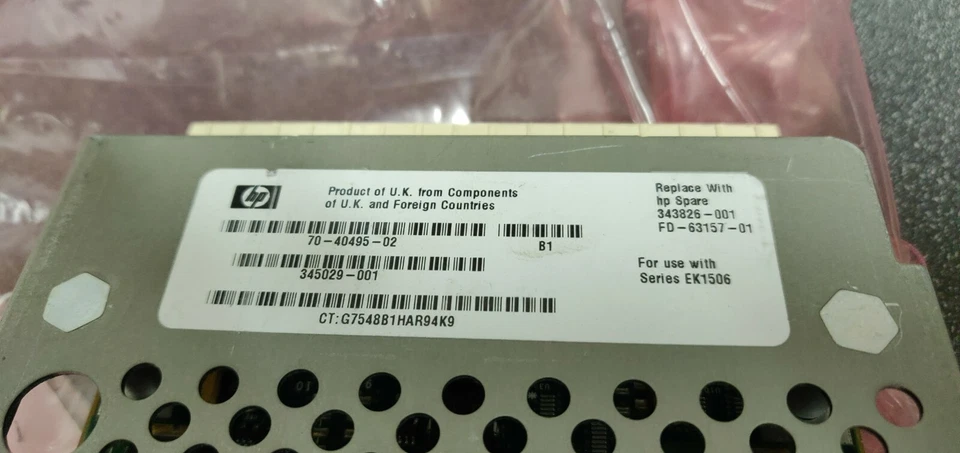 hp
Product of U.K. from Components
of U.K. and Foreign Countries
Replace With
hp Spare
343826-001
FD-63157-01
70-40495-02
B1
345029-001
For use with
Series EK1506
CT:G7548B1HAR94K9